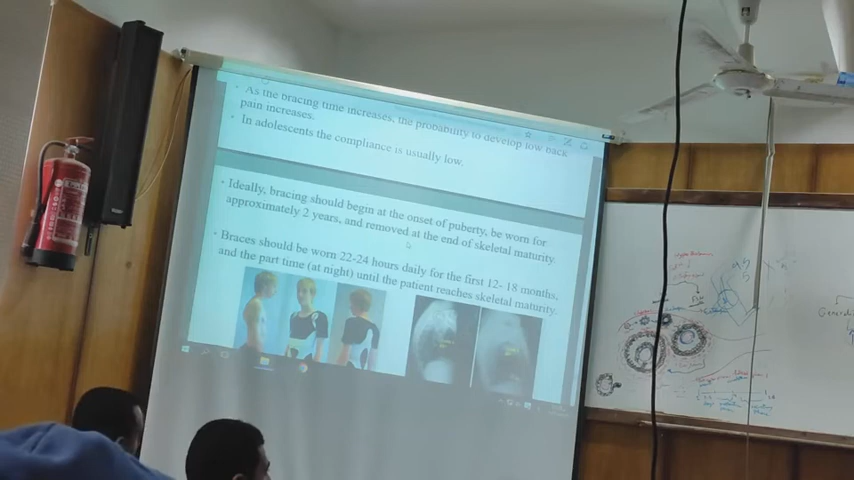 • As the bracing time increases, the probability to develop low back
pain increases.
• In adolescents the compliance is usually low.
• Ideally, bracing should begin at the onset of puberty, be worn for
approximately 2 years, and removed at the end of skeletal maturity.
• Braces should be worn 22-24 hours daily for the first 12- 18 months,
and the part time (at night) until the patient reaches skeletal maturity.